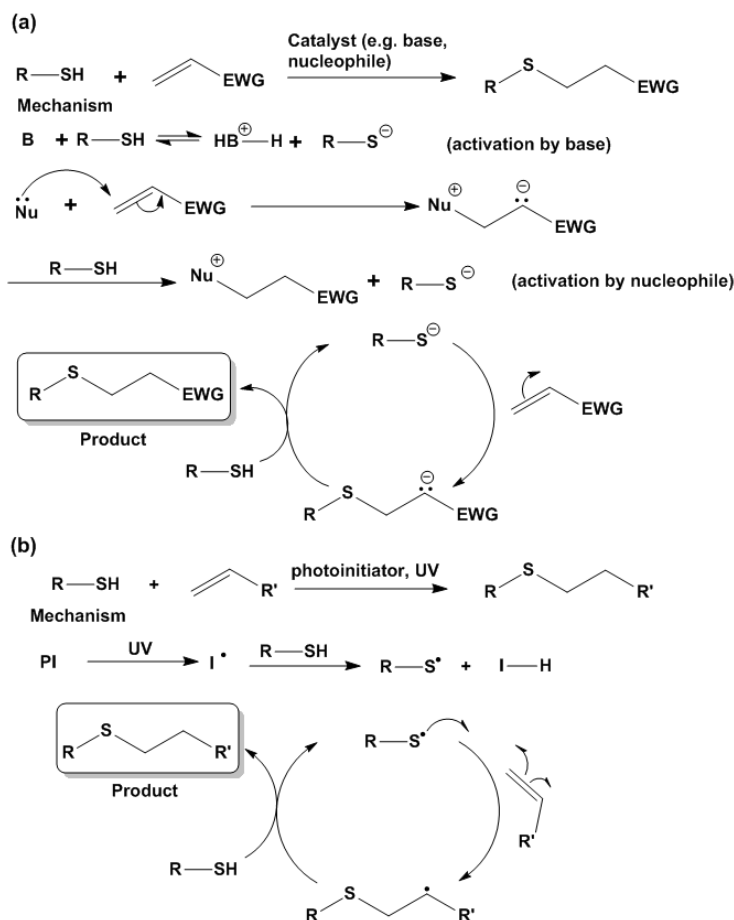 (a)
R—SH + EWG Catalyst (e.g. base, nucleophile) R S EWG
Mechanism
B + R—SH HB⊕—H + R—S⊖ (activation by base)
N̈u + EWG Nu⊕ ⊖ EWG
R—SH Nu⊕ EWG + R—S⊖ (activation by nucleophile)
R—S⊖
R S EWG
EWG
Product
R—SH
R S ⊖ EWG
(b)
R—SH + R' photoinitiator, UV R S R'
Mechanism
PI UV I• R—SH R—S• + I—H
R S R'
R—S•
Product
R'
R—SH
R S • R'